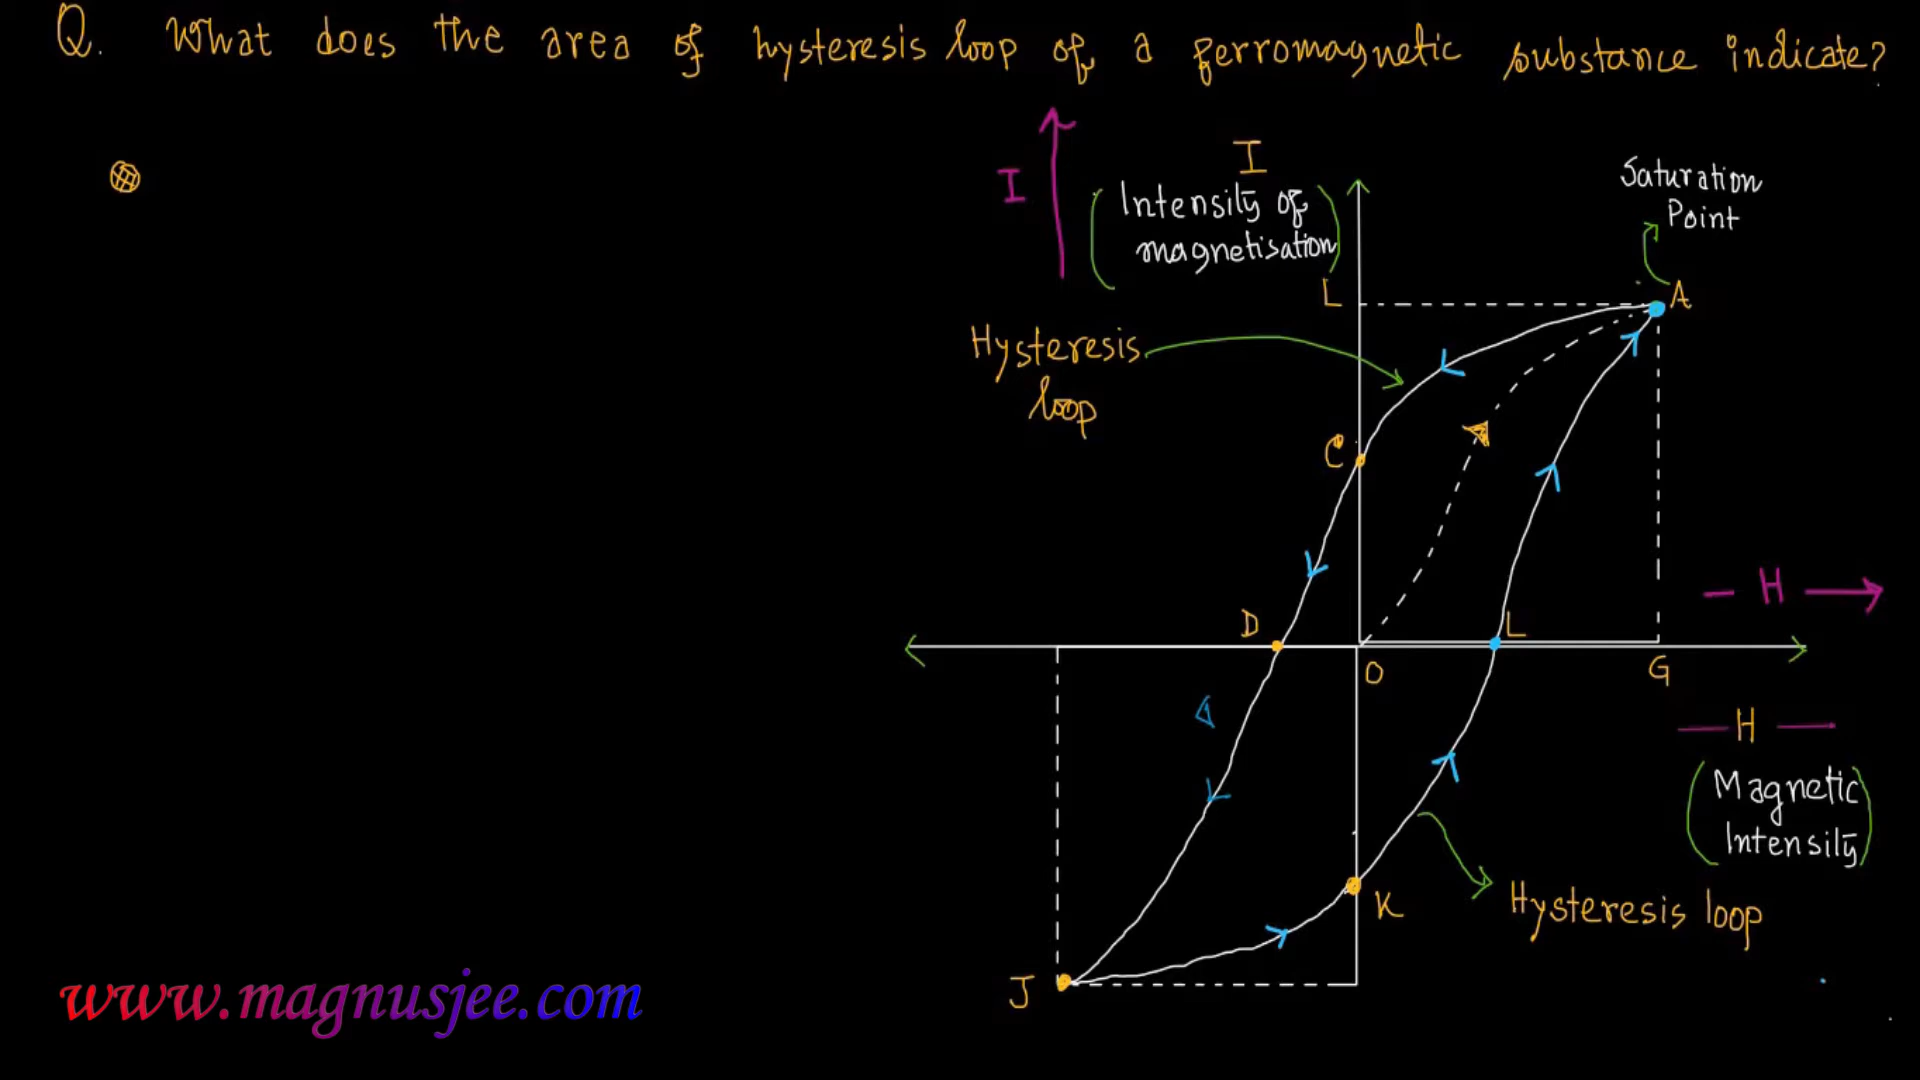 Q. What does the area of hysteresis loop of a ferromagnetic substance indicate?
I
I
(Intensity of
magnetisation)
Saturation
Point
L
A
Hysteresis
loop
C
- H
D
L
O
G
H
(Magnetic
Intensity)
K
Hysteresis loop
J
www.magnusjee.com